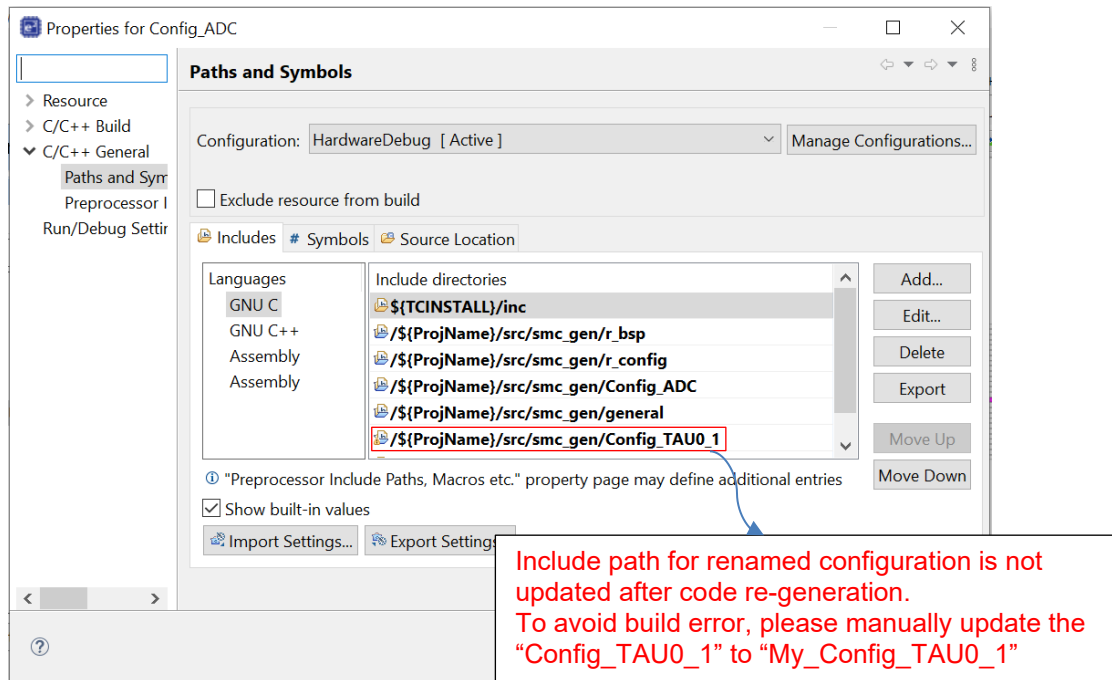 Properties for Config_ADC
Paths and Symbols
Resource
C/C++ Build
C/C++ General
Paths and Sym
Preprocessor I
Run/Debug Settir
Configuration: HardwareDebug [ Active ]
Manage Configurations...
Exclude resource from build
Includes # Symbols Source Location
Languages
GNU C
GNU C++
Assembly
Assembly
Include directories
${TCINSTALL}/inc
/${ProjName}/src/smc_gen/r_bsp
/${ProjName}/src/smc_gen/r_config
/${ProjName}/src/smc_gen/Config_ADC
/${ProjName}/src/smc_gen/general
/${ProjName}/src/smc_gen/Config_TAU0_1
Add...
Edit...
Delete
Export
Move Up
Move Down
"Preprocessor Include Paths, Macros etc." property page may define additional entries
Show built-in values
Import Settings... Export Settings
Include path for renamed configuration is not
updated after code re-generation.
To avoid build error, please manually update the
“Config_TAU0_1” to “My_Config_TAU0_1”